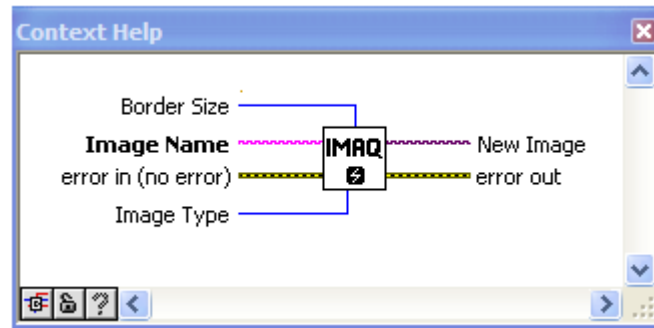 Context Help
Border Size
Image Name
error in (no error)
Image Type
IMAQ
New Image
error out
?